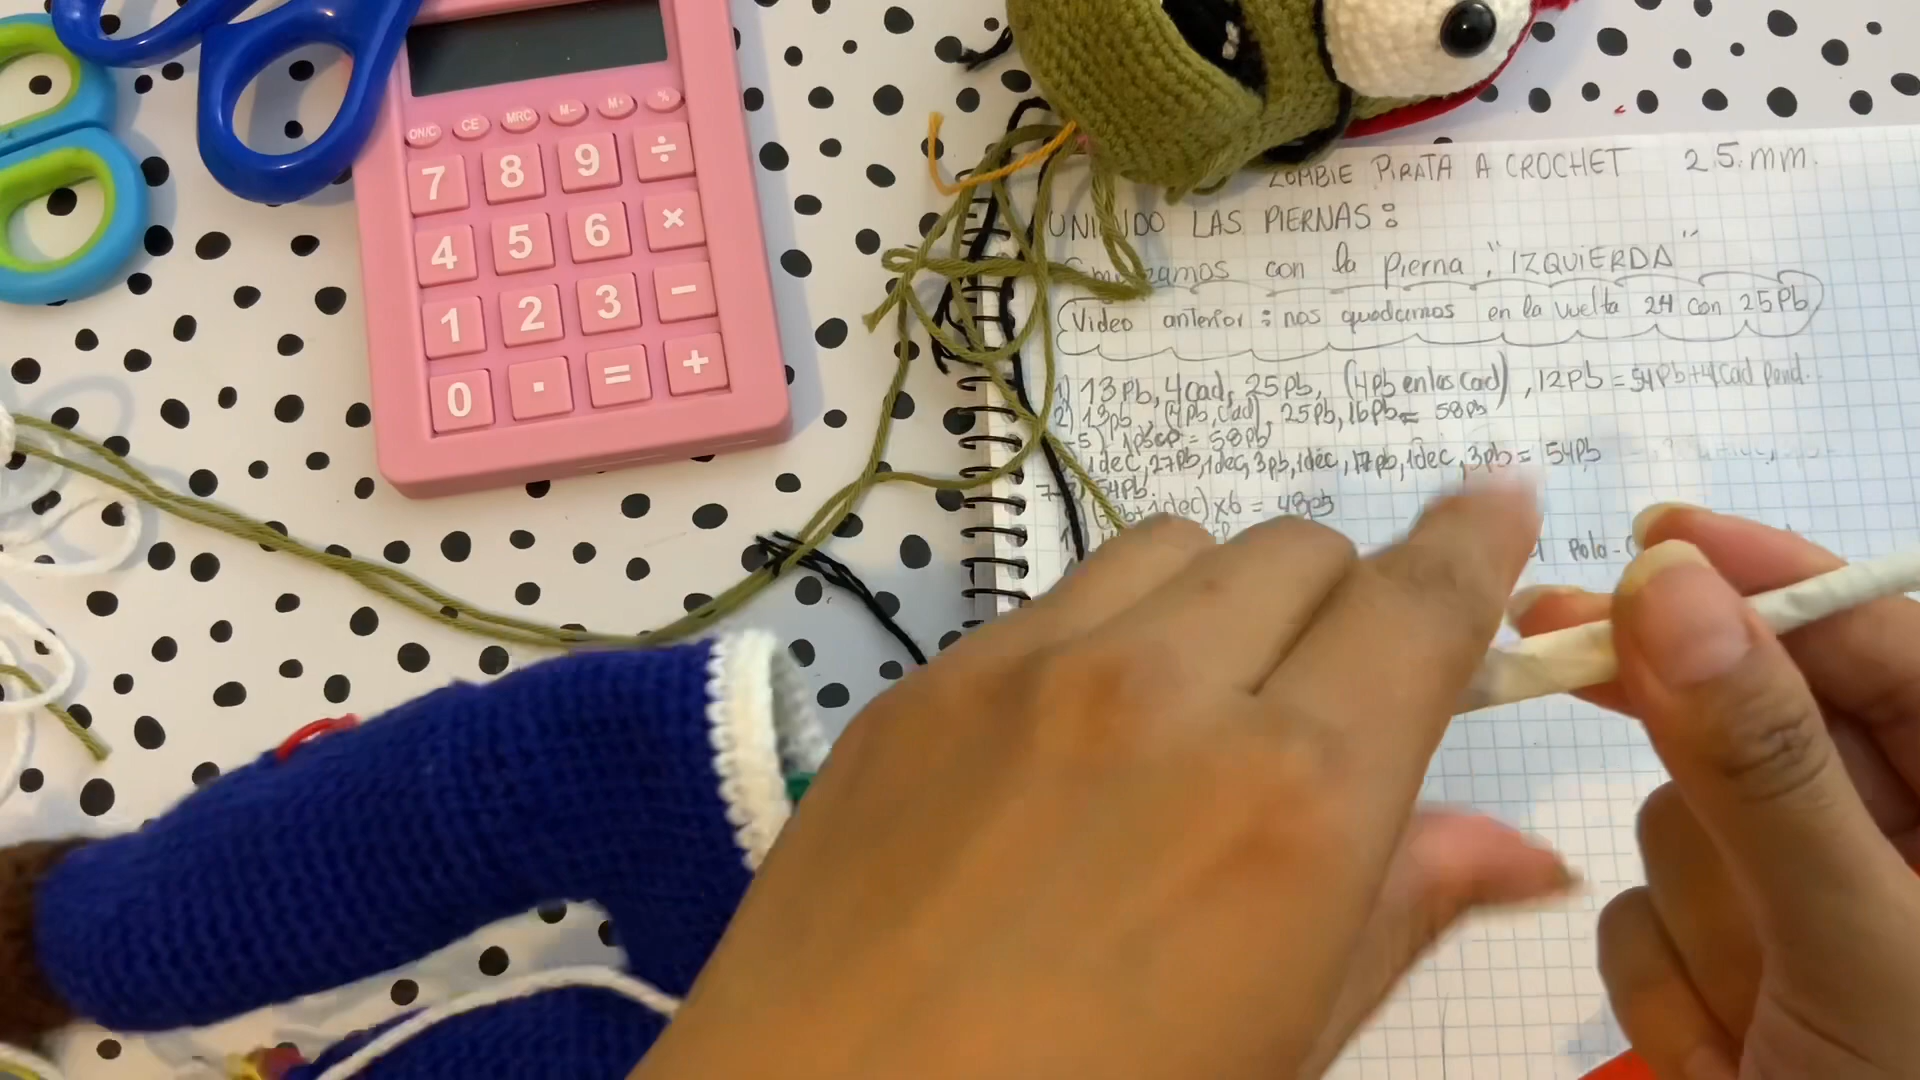 ON/C CE MRC M- M+ %
7 8 9 ÷
4 5 6 ×
1 2 3 −
0 . = +
ZOMBIE PIRATA A CROCHET 2.5.mm.
LAS PIERNAS:
con la pierna "IZQUIERDA"
Video anterior: nos quedamos en la vuelta 24 con 25Pb
1) 13pb, 4cad, 25pb, (4pb en las cad), 12pb = 54Pb+4cad Pend.
2) 13pb, (4pb, cad), 25pb, 16pb = 58pb
5) = 58pb
1dec, 27pb, 1dec, 3pb, 1dec, 17pb, 1dec, 3pb = 54pb
54pb.
1dec) x6 = 48pb
Polo-